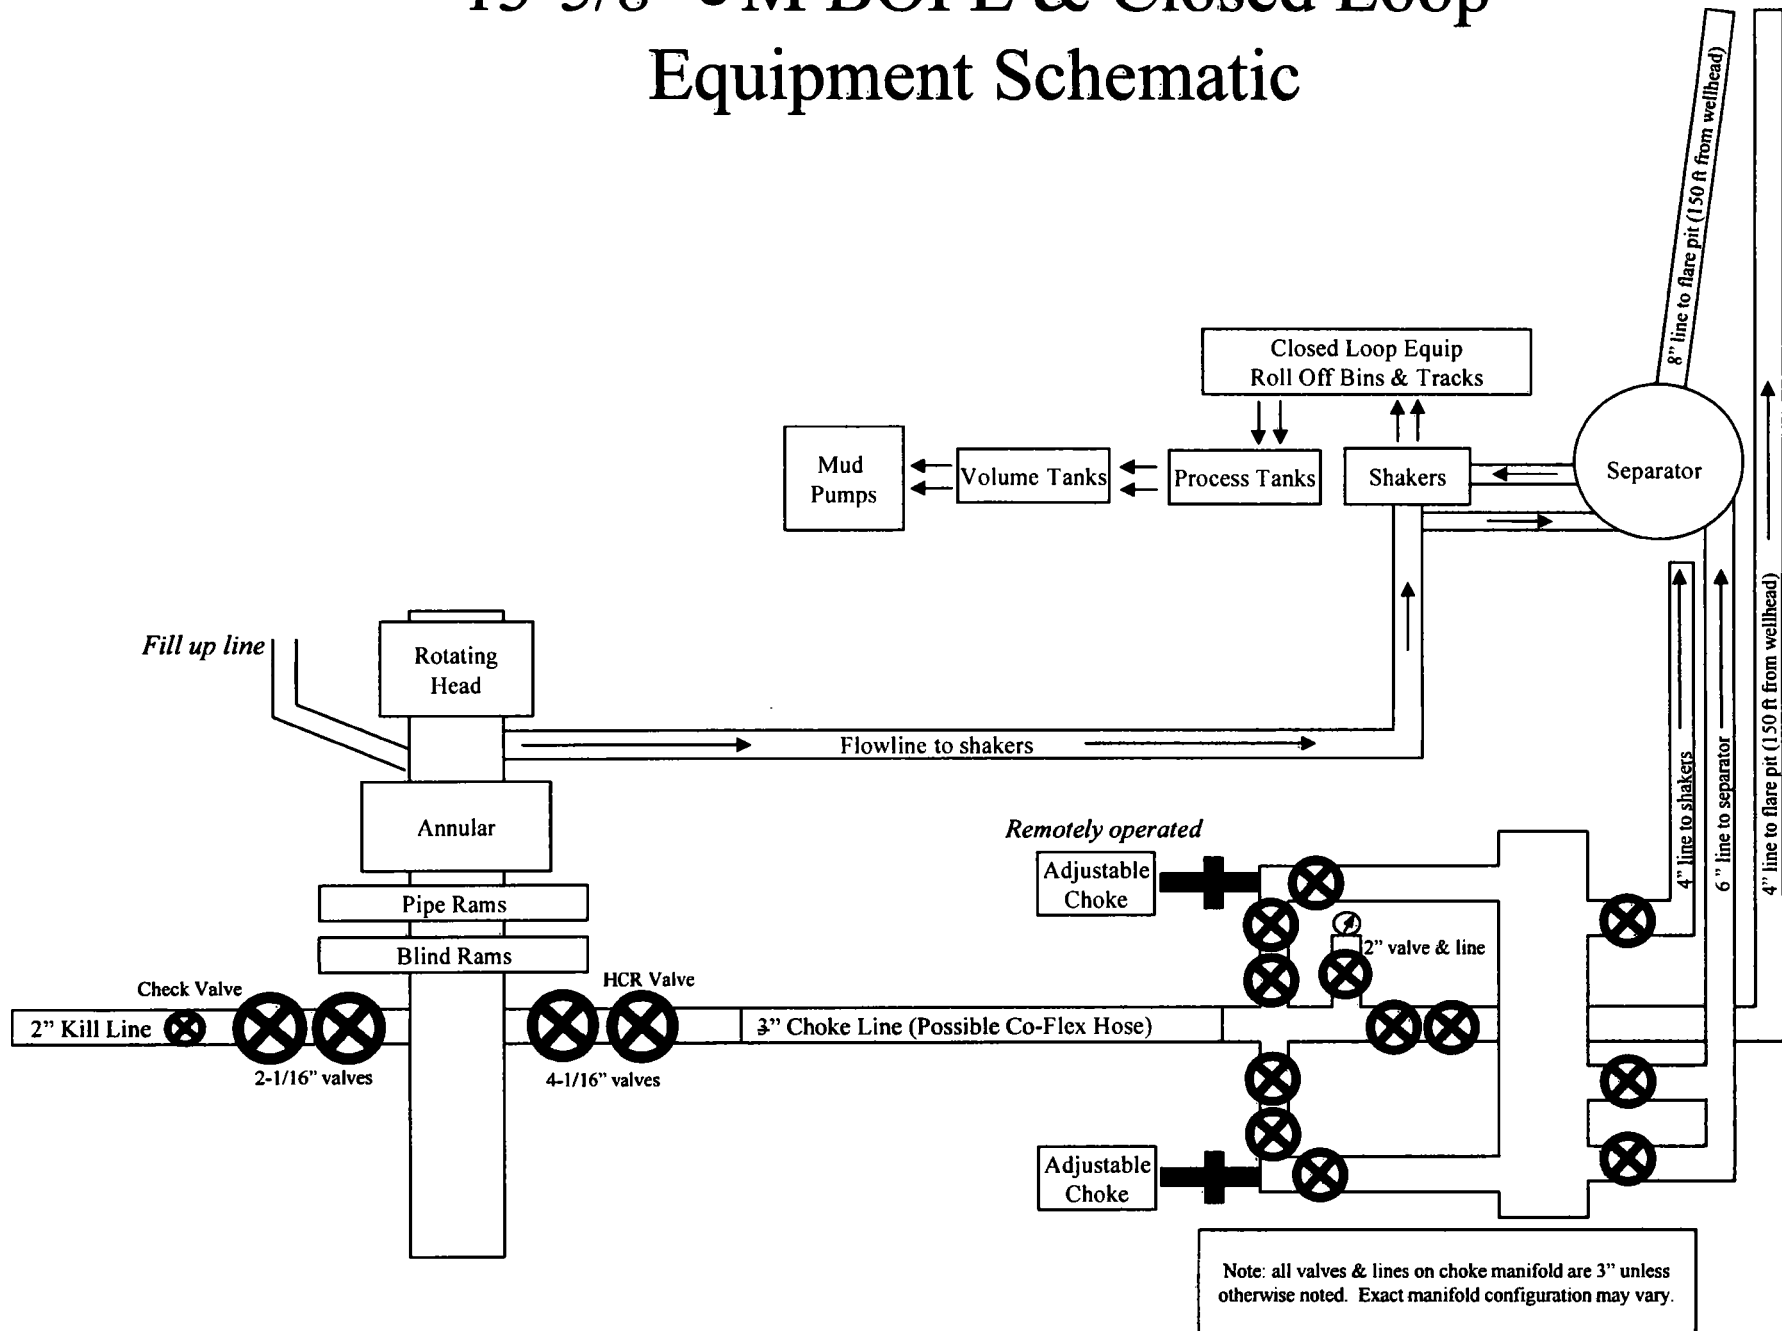 BOPE & Closed Loop
Equipment Schematic
8" line to flare pit (150 ft from wellhead)
Closed Loop Equip
Roll Off Bins & Tracks
Mud
Pumps
Volume Tanks
Process Tanks
Shakers
Separator
Fill up line
Rotating
Head
Flowline to shakers
Annular
Pipe Rams
Blind Rams
Remotely operated
Adjustable
Choke
2" valve & line
4" line to shakers
6 " line to separator
4" line to flare pit (150 ft from wellhead)
Check Valve
HCR Valve
2" Kill Line
3" Choke Line (Possible Co-Flex Hose)
2-1/16" valves
4-1/16" valves
Adjustable
Choke
Note: all valves & lines on choke manifold are 3" unless
otherwise noted. Exact manifold configuration may vary.